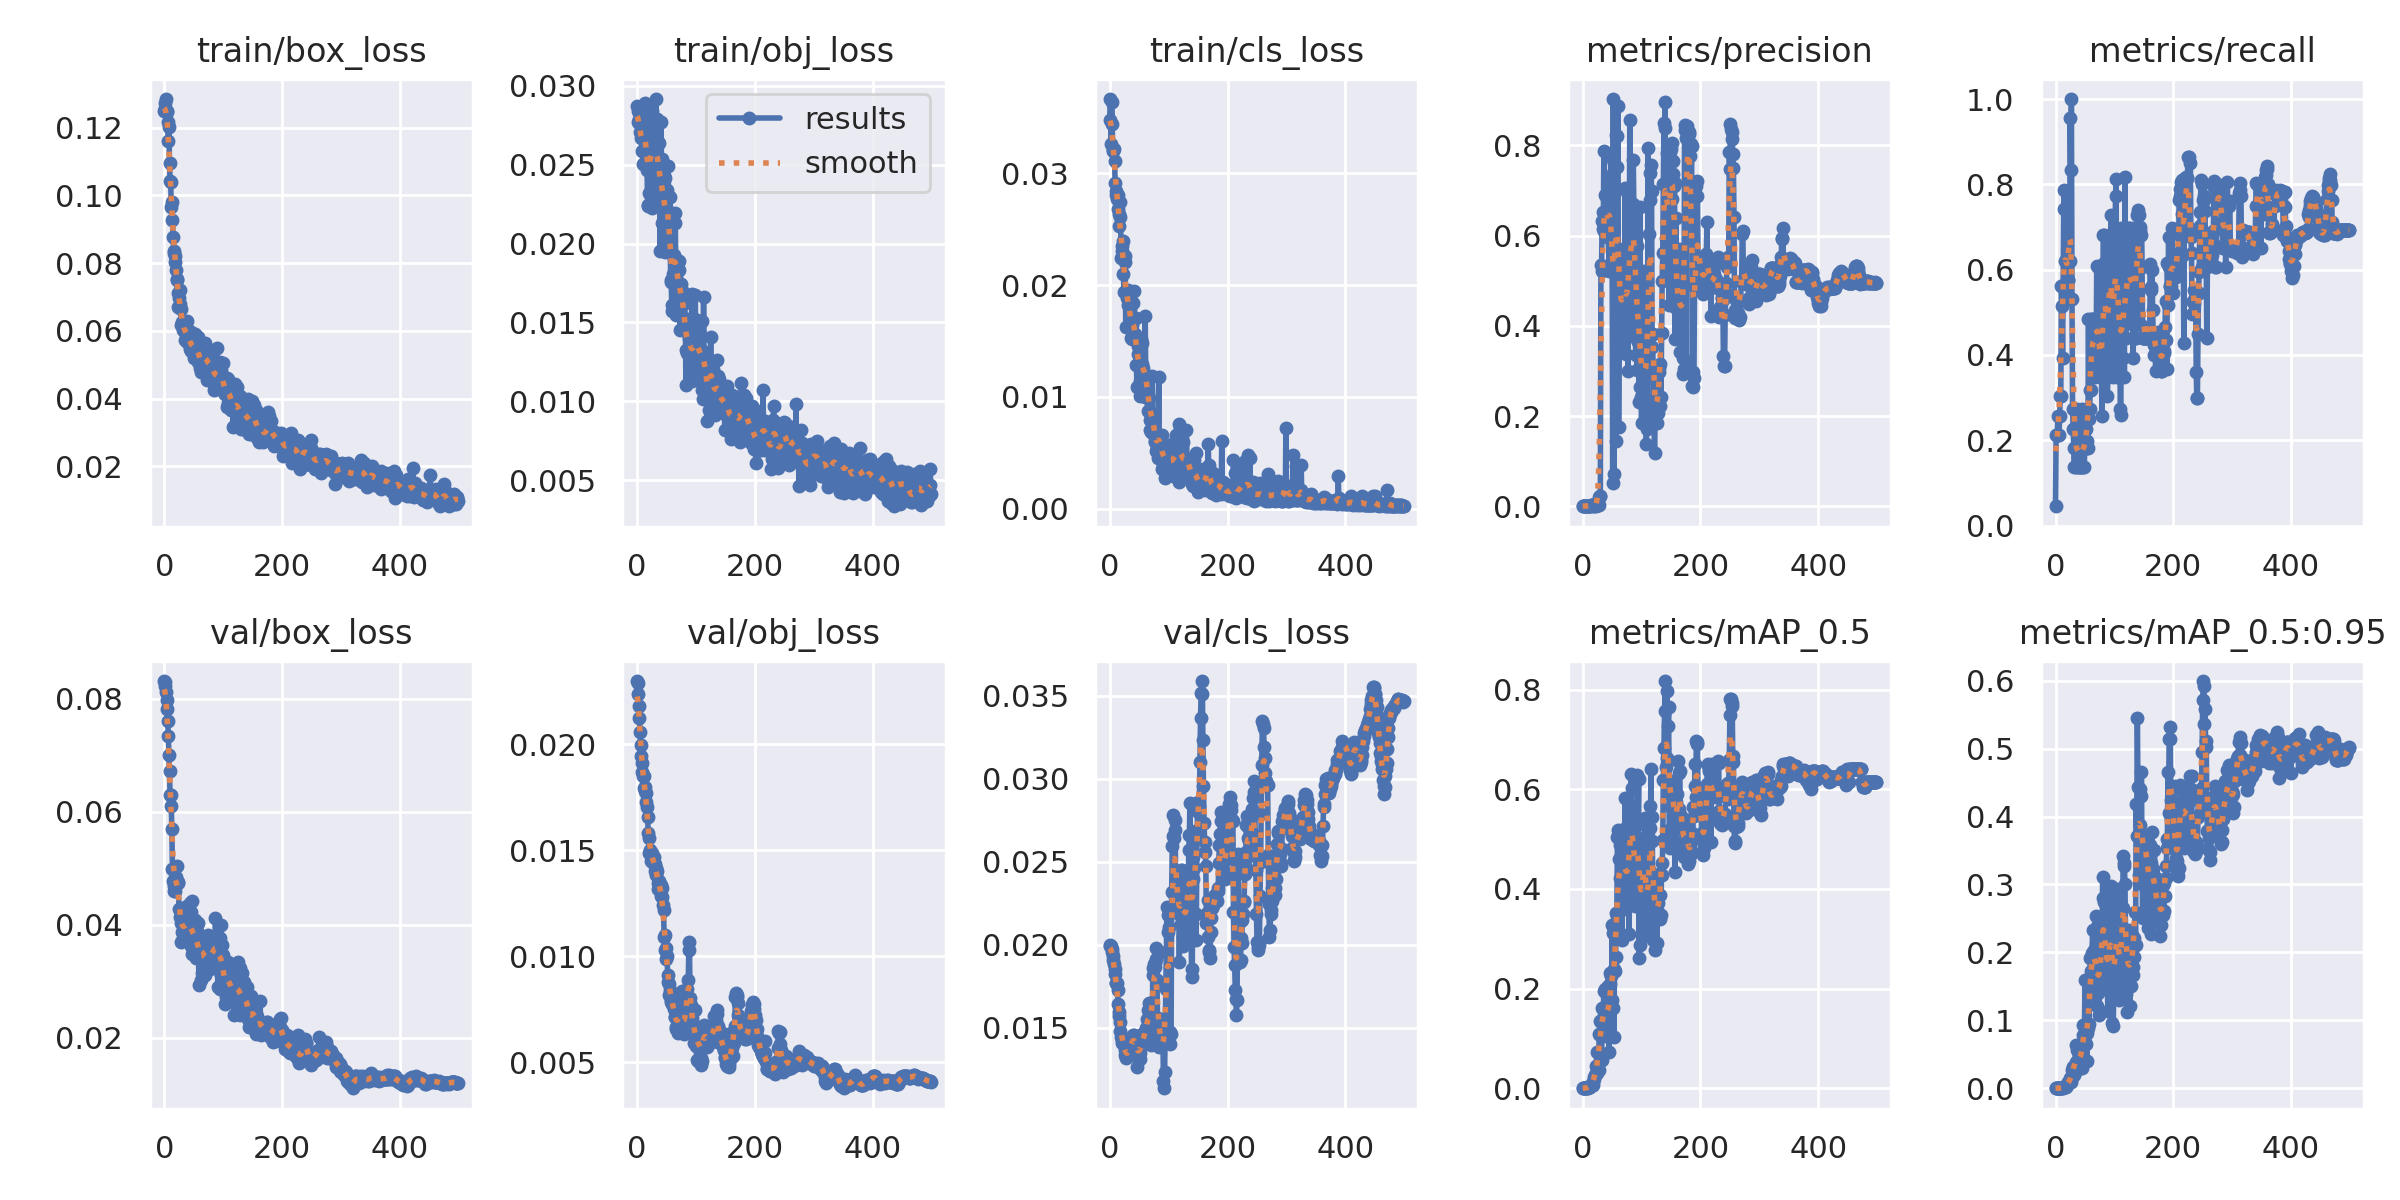 train/box_loss
train/obj_loss
train/cls_loss
metrics/precision
metrics/recall
0.12
0.10
0.08
0.06
0.04
0.02
0 200 400
0.030
0.025
0.020
0.015
0.010
0.005
results
smooth
0 200 400
0.03
0.02
0.01
0.00
0 200 400
0.8
0.6
0.4
0.2
0.0
0 200 400
1.0
0.8
0.6
0.4
0.2
0.0
0 200 400
val/box_loss
val/obj_loss
val/cls_loss
metrics/mAP_0.5
metrics/mAP_0.5:0.95
0.08
0.06
0.04
0.02
0 200 400
0.020
0.015
0.010
0.005
0 200 400
0.035
0.030
0.025
0.020
0.015
0 200 400
0.8
0.6
0.4
0.2
0.0
0 200 400
0.6
0.5
0.4
0.3
0.2
0.1
0.0
0 200 400